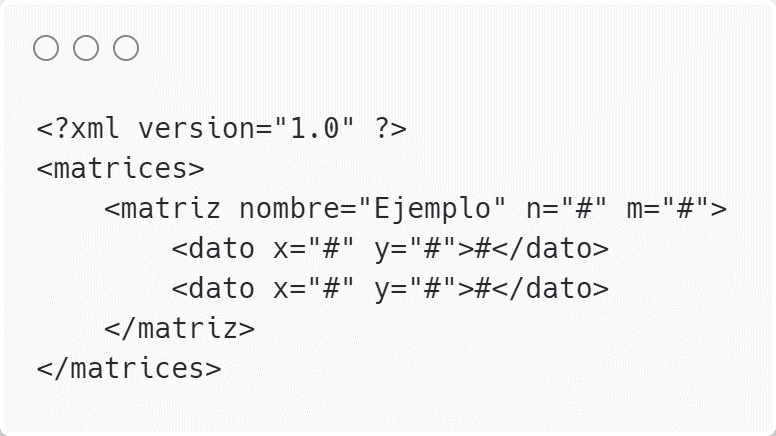 <?xml version="1.0" ?>
<matrices>
    <matriz nombre="Ejemplo" n="#" m="#">
        <dato x="#" y="#">#</dato>
        <dato x="#" y="#">#</dato>
    </matriz>
</matrices>